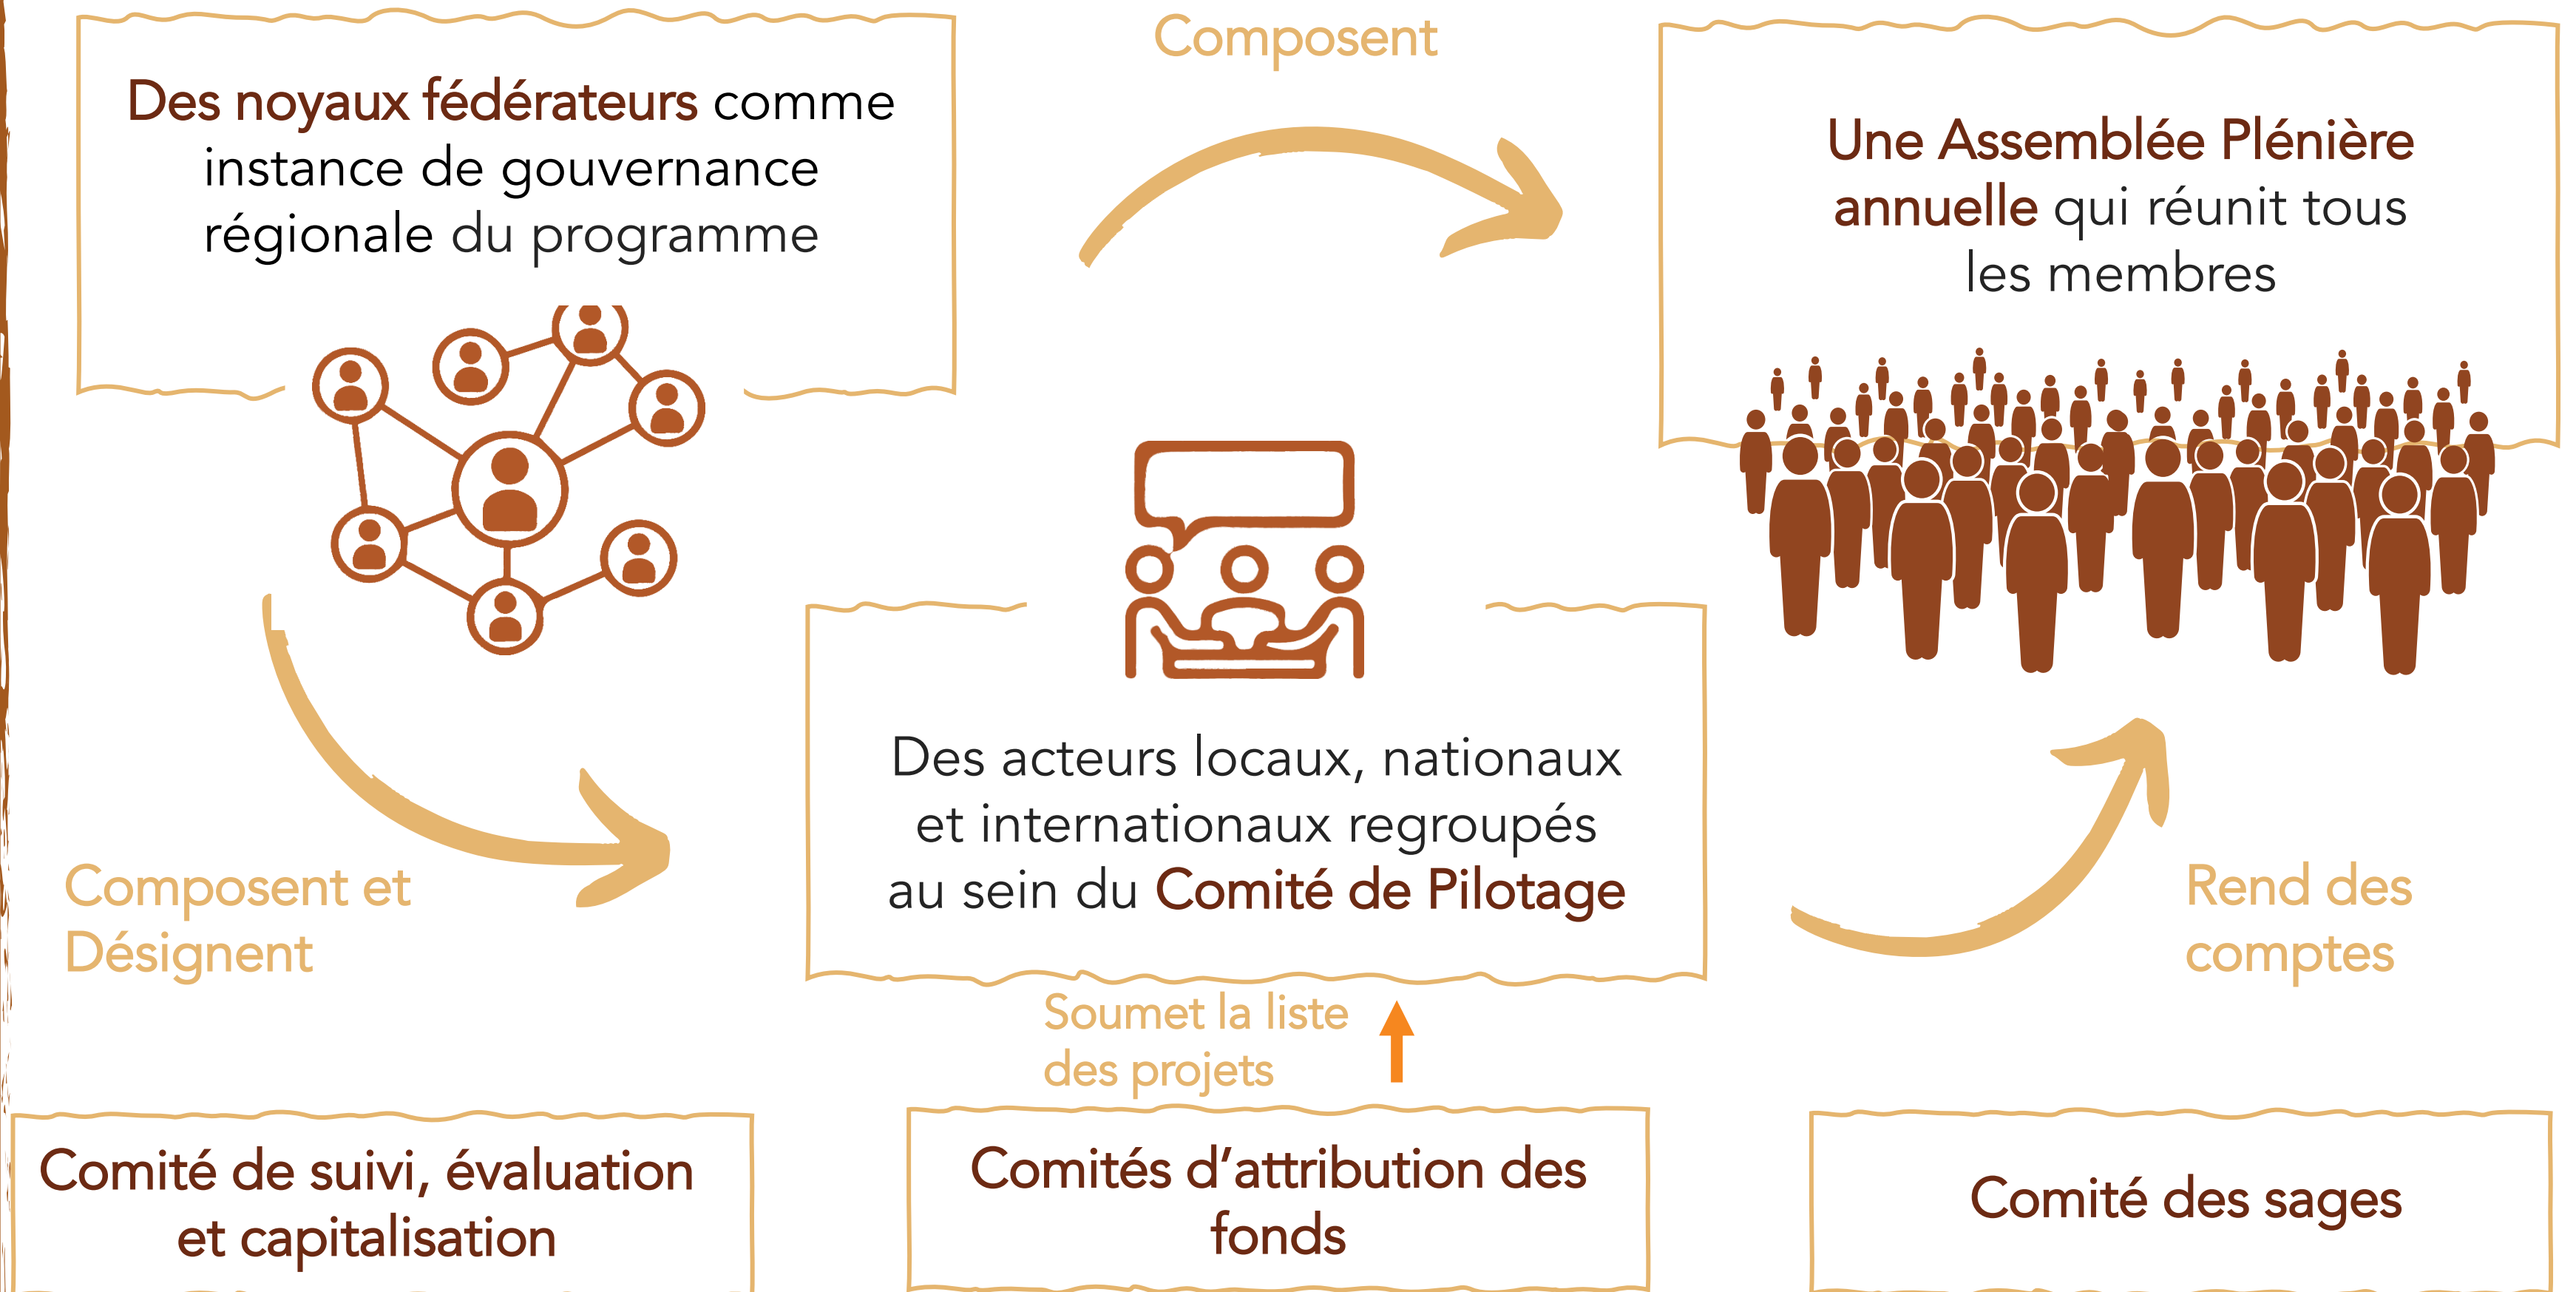 Des noyaux fédérateurs comme
instance de gouvernance
régionale du programme
Composent
Une Assemblée Plénière
annuelle qui réunit tous
les membres
Composent et
Désignent
Des acteurs locaux, nationaux
et internationaux regroupés
au sein du Comité de Pilotage
Rend des
comptes
Soumet la liste
des projets
Comité de suivi, évaluation
et capitalisation
Comités d’attribution des
fonds
Comité des sages